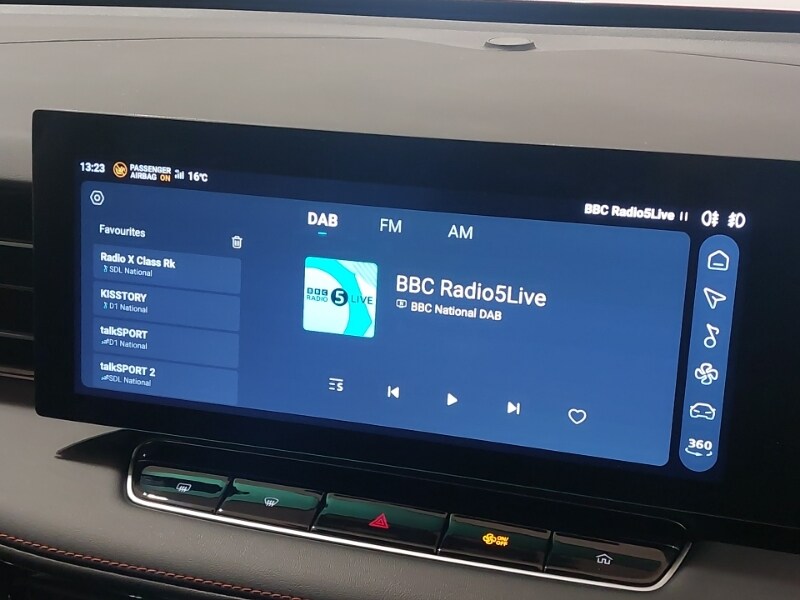 13:23 PASSENGER AIRBAG ON 16°C
BBC Radio5Live
DAB FM AM
Favourites
Radio X Class Rk
SDL National
KISSTORY
D1 National
talkSPORT
D1 National
talkSPORT 2
SDL National
BBC RADIO 5 LIVE
BBC Radio5Live
BBC National DAB
360
ON/OFF